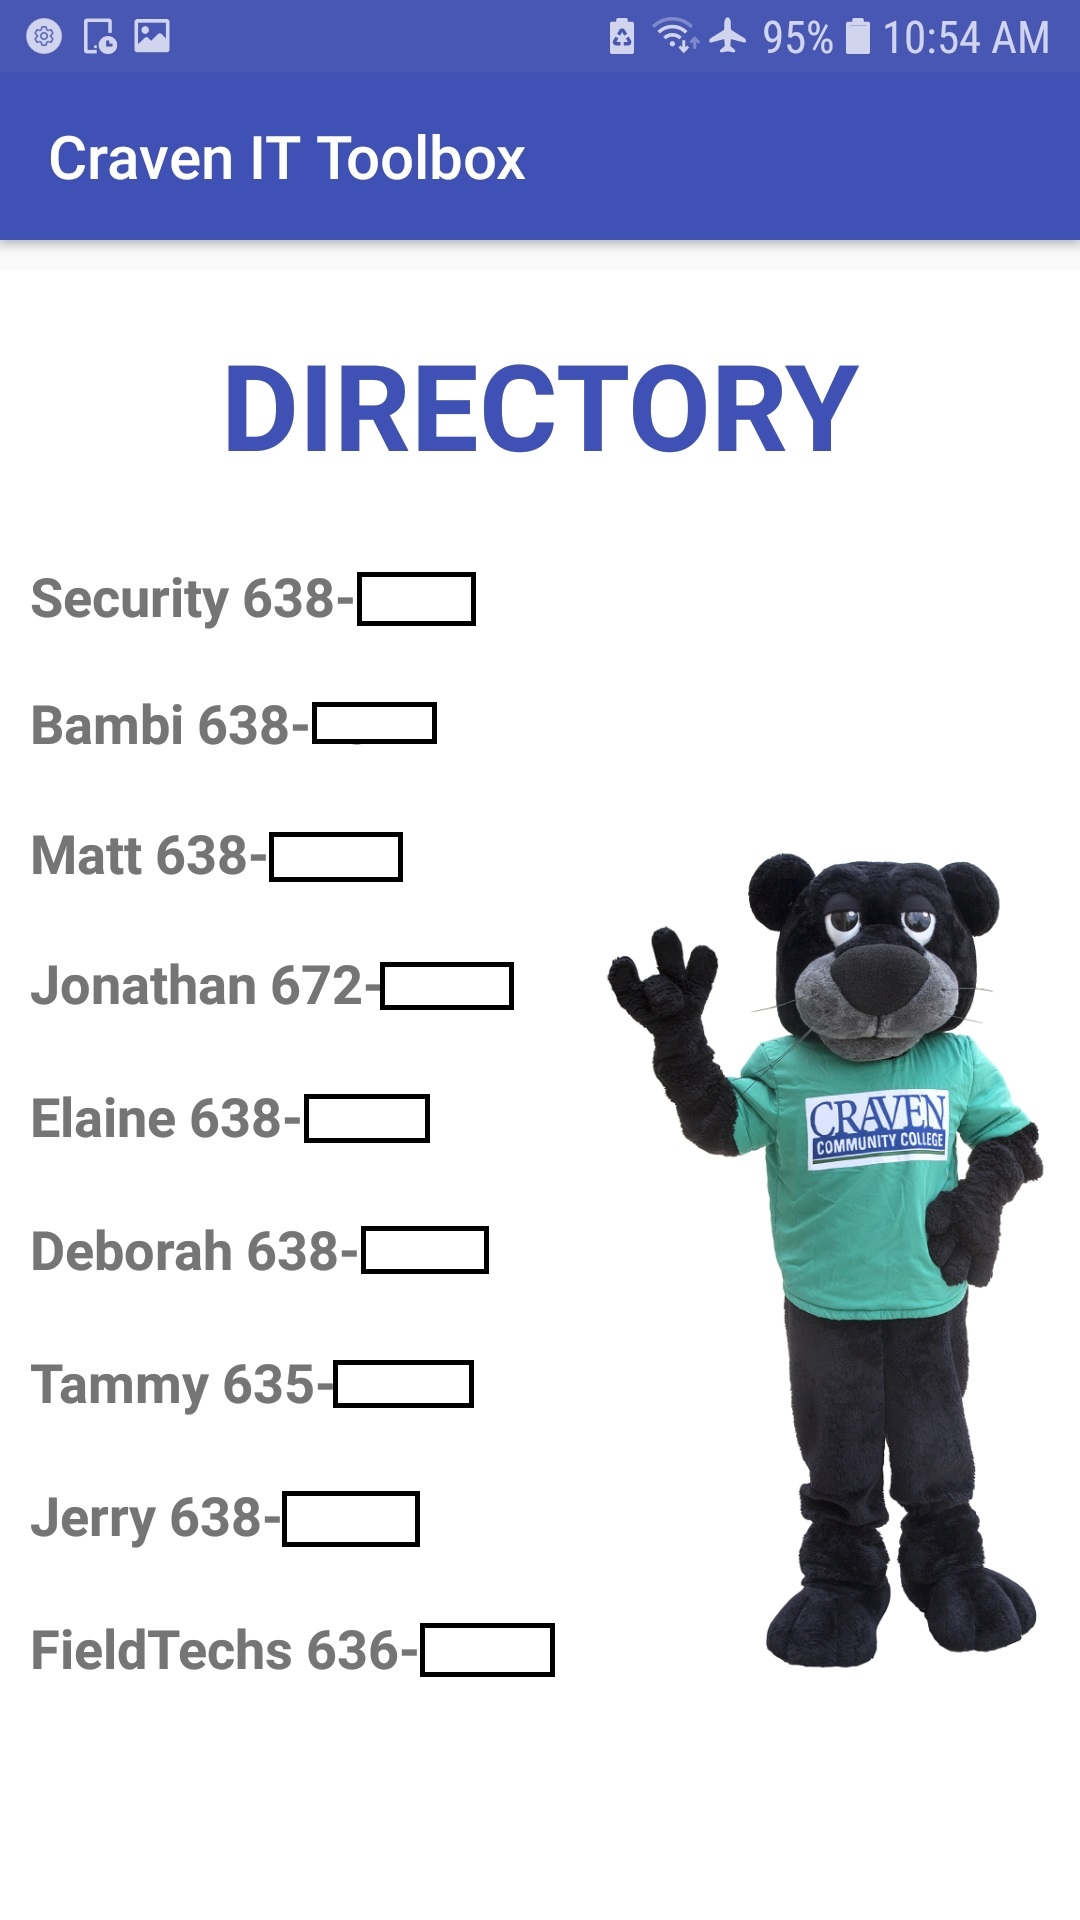 95% 10:54 AM
Craven IT Toolbox
DIRECTORY
Security 638-
Bambi 638-
Matt 638-
Jonathan 672-
Elaine 638-
Deborah 638-
Tammy 635-
Jerry 638-
FieldTechs 636-
CRAVEN
COMMUNITY COLLEGE